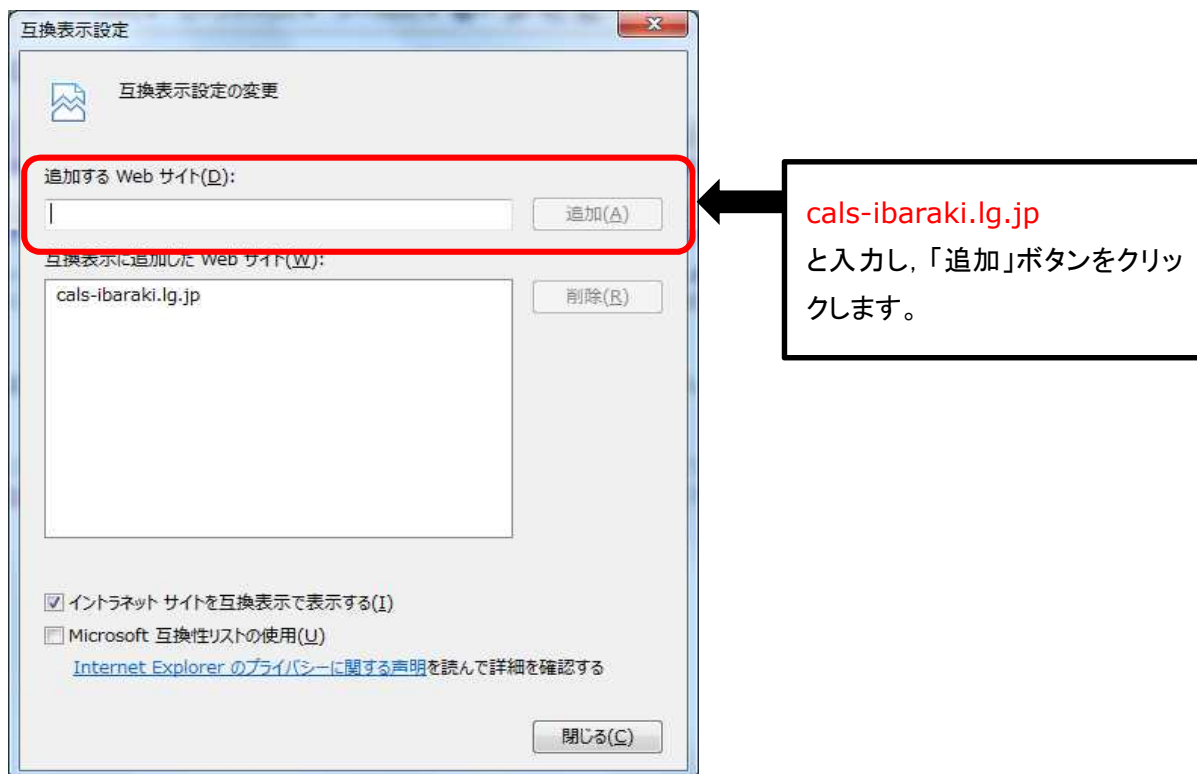 互換表示設定
互換表示設定の変更
追加する Web サイト(D):
追加(A)
互換表示に追加した Web サイト(W):
cals-ibaraki.lg.jp
削除(R)
イントラネット サイトを互換表示で表示する(I)
Microsoft 互換性リストの使用(U)
Internet Explorer のプライバシーに関する声明を読んで詳細を確認する
閉じる(C)
cals-ibaraki.lg.jp
と入力し，「追加」ボタンをクリッ
クします。